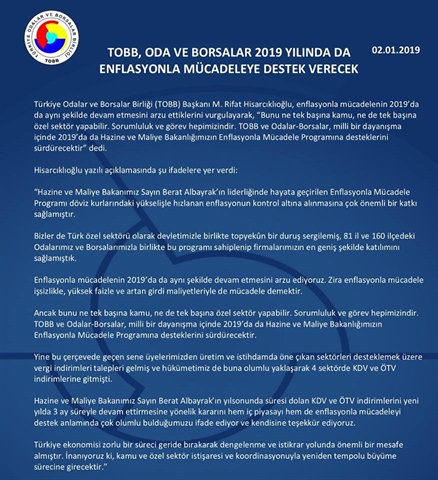 TÜRKİYE ODALAR VE BORSALAR BİRLİĞİ
TOBB
TOBB, ODA VE BORSALAR 2019 YILINDA DA
02.01.2019
ENFLASYONLA MÜCADELEYE DESTEK VERECEK
Türkiye Odalar ve Borsalar Birliği (TOBB) Başkanı M. Rifat Hisarcıklıoğlu, enflasyonla mücadelenin 2019’da
da aynı şekilde devam etmesini arzu ettiklerini vurgulayarak, “Bunu ne tek başına kamu, ne de tek başına
özel sektör yapabilir. Sorumluluk ve görev hepimizindir. TOBB ve Odalar-Borsalar, milli bir dayanışma
içinde 2019’da da Hazine ve Maliye Bakanlığımızın Enflasyonla Mücadele Programına desteklerini
sürdürecektir” dedi.
Hisarcıklıoğlu yazılı açıklamasında şu ifadelere yer verdi:
“Hazine ve Maliye Bakanımız Sayın Berat Albayrak’ın liderliğinde hayata geçirilen Enflasyonla Mücadele
Programı döviz kurlarındaki yükselişle hızlanan enflasyonun kontrol altına alınmasına çok önemli bir katkı
sağlamıştır.
Bizler de Türk özel sektörü olarak devletimizle birlikte topyekûn bir duruş sergilemiş, 81 il ve 160 ilçedeki
Odalarımız ve Borsalarımızla birlikte bu programı sahiplenip firmalarımızın en geniş şekilde katılımını
sağlamıştık.
Enflasyonla mücadelenin 2019’da da aynı şekilde devam etmesini arzu ediyoruz. Zira enflasyonla mücadele
işsizlikle, yüksek faizle ve artan girdi maliyetleriyle de mücadele demektir.
Ancak bunu ne tek başına kamu, ne de tek başına özel sektör yapabilir. Sorumluluk ve görev hepimizindir.
TOBB ve Odalar-Borsalar, milli bir dayanışma içinde 2019’da da Hazine ve Maliye Bakanlığımızın
Enflasyonla Mücadele Programına desteklerini sürdürecektir.
Yine bu çerçevede geçen sene üyelerimizden üretim ve istihdamda öne çıkan sektörleri desteklemek üzere
vergi indirimleri talepleri gelmiş ve hükümetimiz de buna olumlu yaklaşarak 4 sektörde KDV ve ÖTV
indirimlerine gitmişti.
Hazine ve Maliye Bakanımız Sayın Berat Albayrak’ın yılsonunda süresi dolan KDV ve ÖTV indirimlerini yeni
yılda 3 ay süreyle devam ettirmesine yönelik kararını hem iç piyasayı hem de enflasyonla mücadeleyi
destek anlamında çok olumlu bulduğumuzu ifade ediyor ve kendisine teşekkür ediyoruz.
Türkiye ekonomisi zorlu bir süreci geride bırakarak dengelenme ve istikrar yolunda önemli bir mesafe
almıştır. İnanıyoruz ki, kamu ve özel sektör istişaresi ve koordinasyonuyla yeniden tempolu büyüme
sürecine girecektir.”